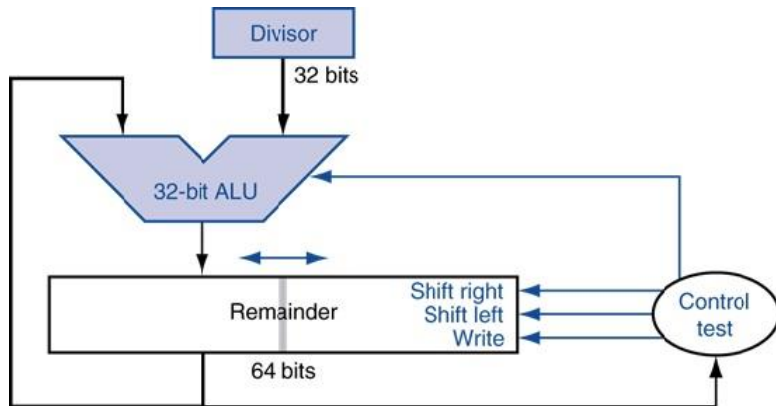 Divisor
32 bits
32-bit ALU
Remainder
Shift right
Shift left
Write
Control
test
64 bits